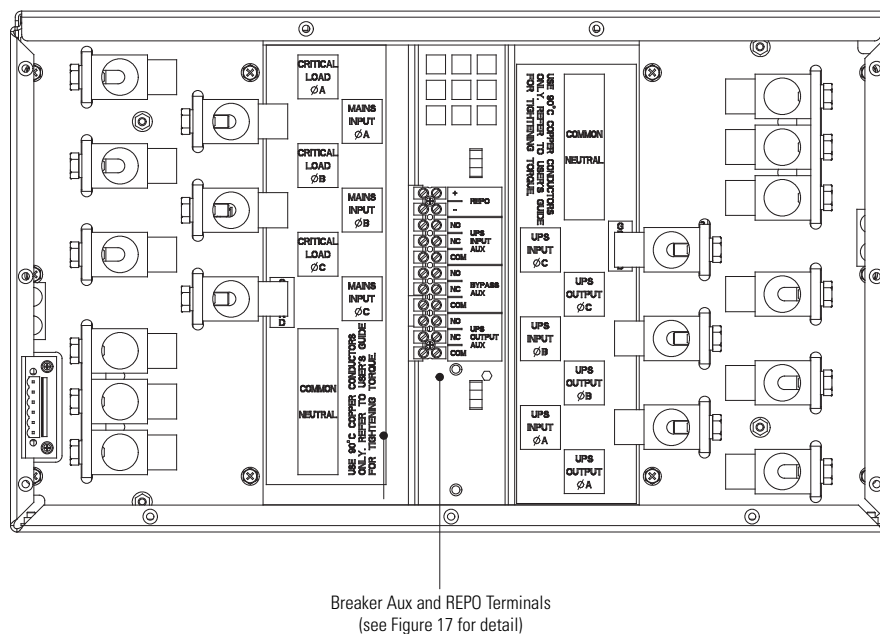 CRITICAL
LOAD
ØA
MAINS
INPUT
ØA
CRITICAL
LOAD
ØB
MAINS
INPUT
ØB
CRITICAL
LOAD
ØC
MAINS
INPUT
ØC
COMMON
NEUTRAL
USE 90°C COPPER CONDUCTORS
ONLY. REFER TO USER'S GUIDE
FOR TIGHTENING TORQUE.
+
REPO
-
NO
UPS
INPUT
NC
AUX
COM
NO
BYPASS
NC
AUX
COM
NO
UPS
NC
OUTPUT
AUX
COM
USE 90°C COPPER CONDUCTORS
ONLY. REFER TO USER'S GUIDE
FOR TIGHTENING TORQUE.
COMMON
NEUTRAL
UPS
INPUT
ØC
UPS
OUTPUT
ØC
UPS
INPUT
ØB
UPS
OUTPUT
ØB
UPS
INPUT
ØA
UPS
OUTPUT
ØA
Breaker Aux and REPO Terminals
(see Figure 17 for detail)